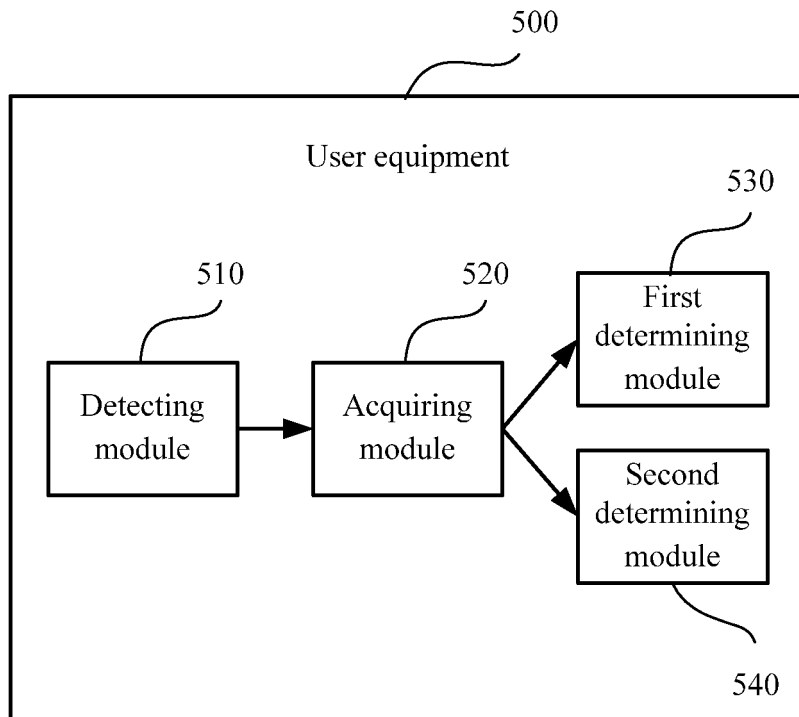 500
User equipment
530
510
520
First
determining
module
Detecting
module
Acquiring
module
Second
determining
module
540